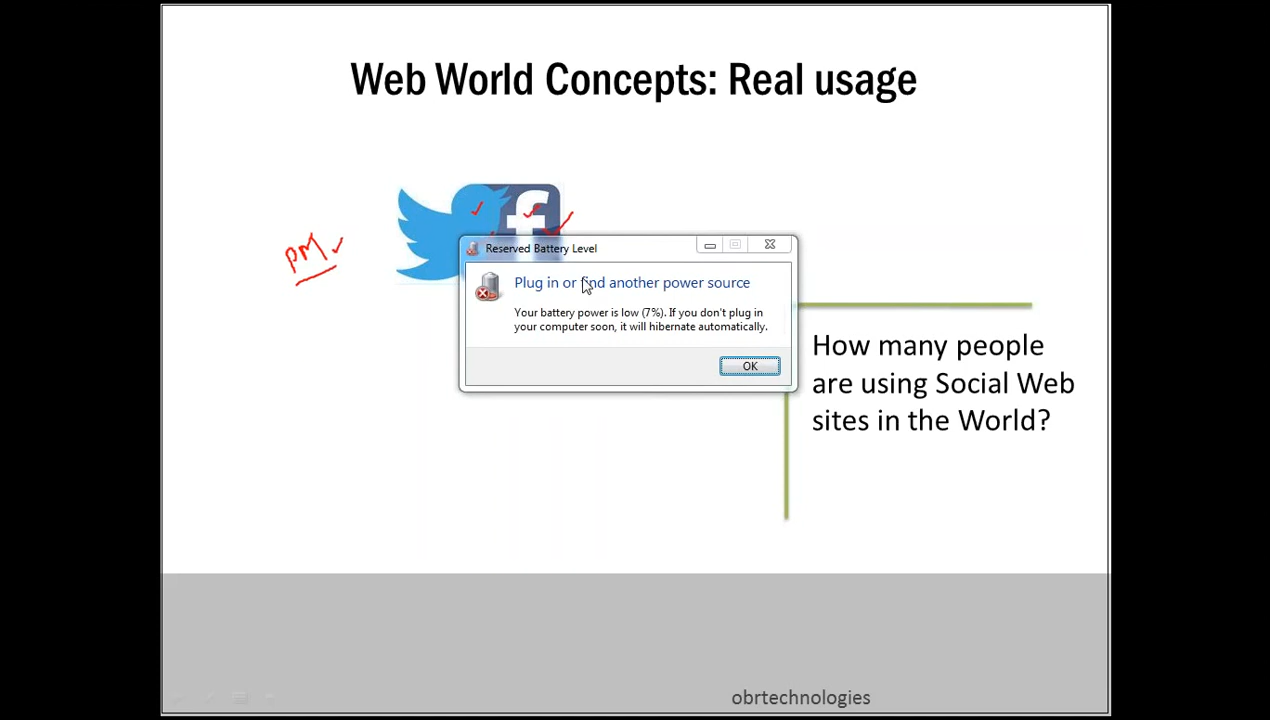 Web World Concepts: Real usage
f
PM
Reserved Battery Level
Plug in or find another power source
Your battery power is low (7%). If you don't plug in
your computer soon, it will hibernate automatically.
OK
How many people
are using Social Web
sites in the World?
obrtechnologies